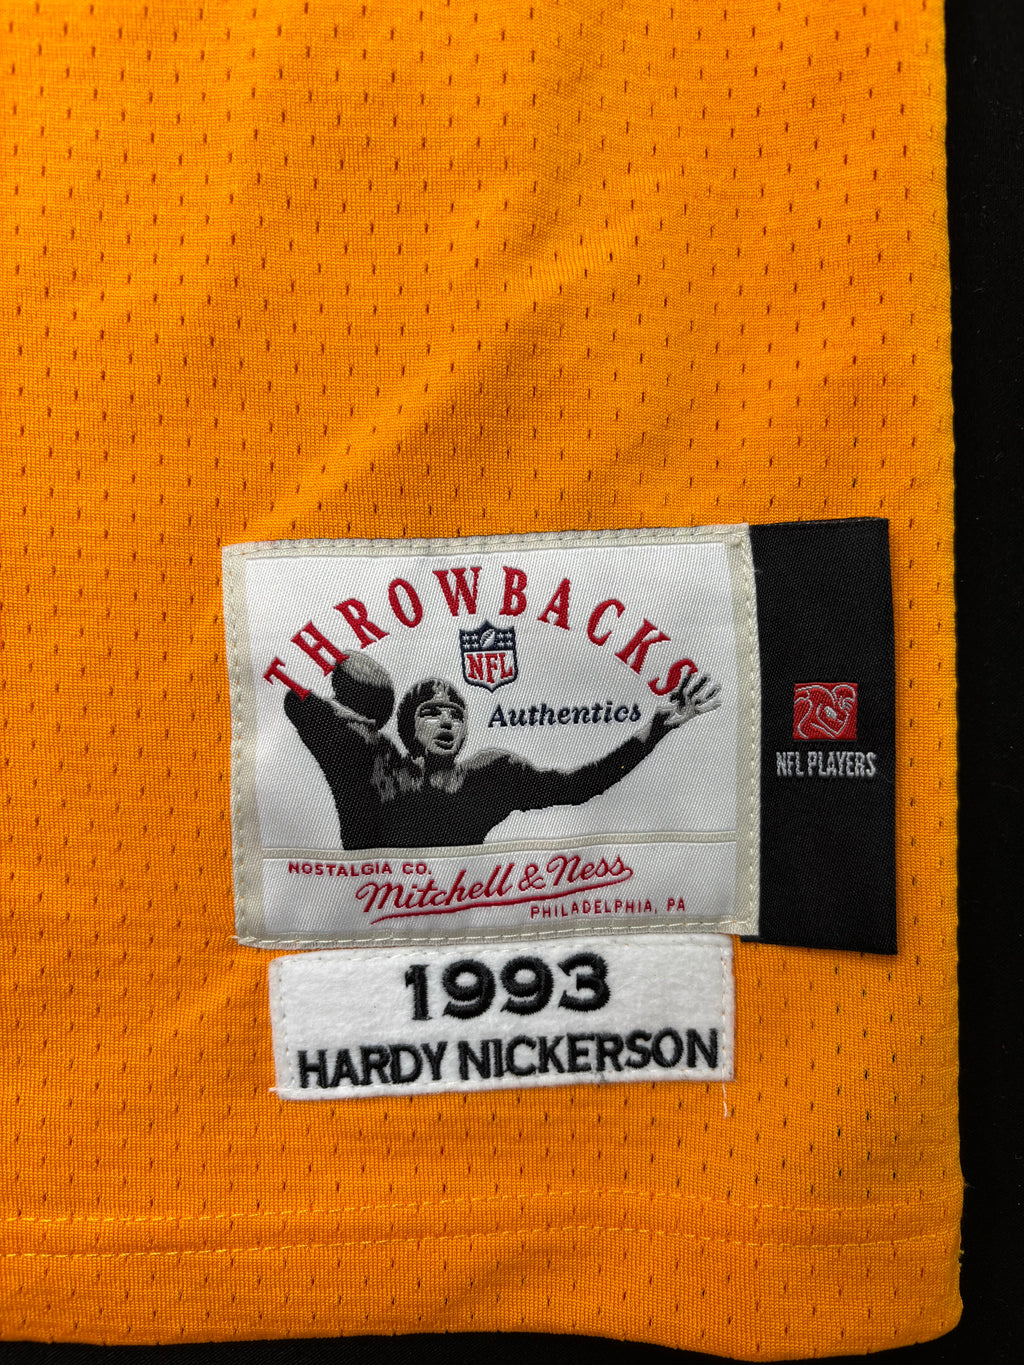 THROWBACKS
NFL
Authentics
NFL PLAYERS
NOSTALGIA CO.
Mitchell & Ness
PHILADELPHIA, PA
1993
HARDY NICKERSON